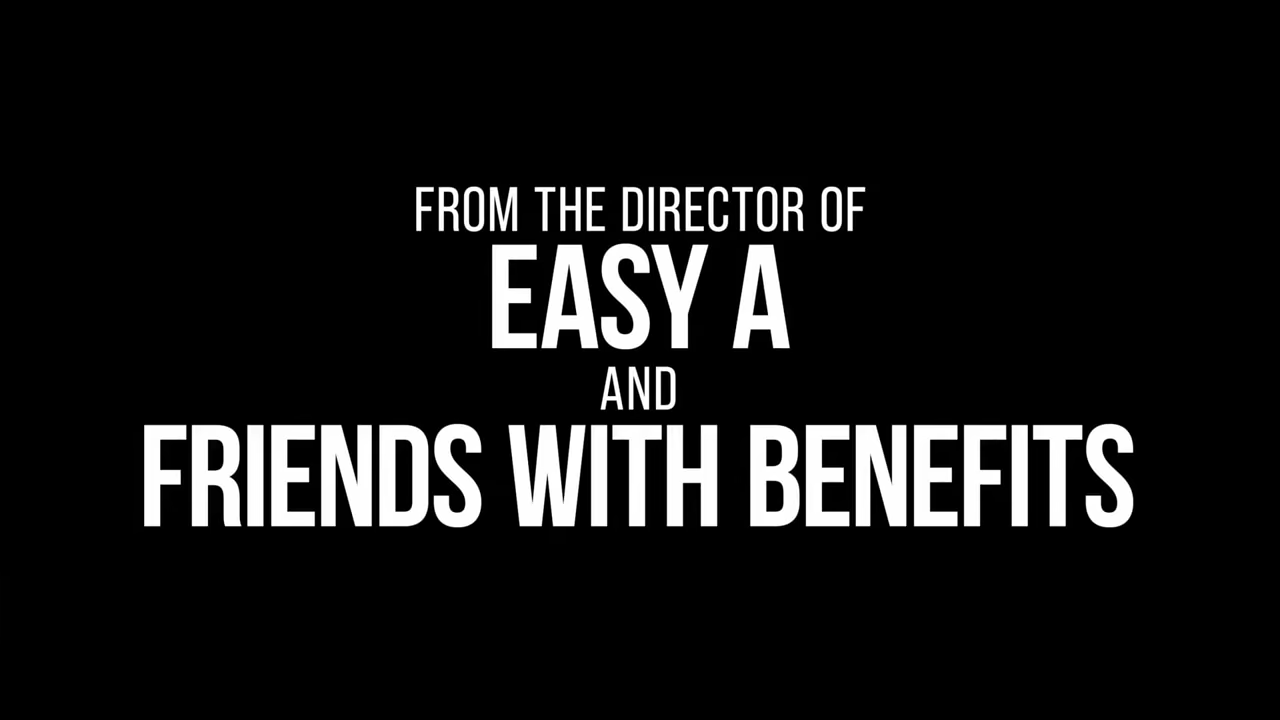 FROM THE DIRECTOR OF
EASY A
AND
FRIENDS WITH BENEFITS